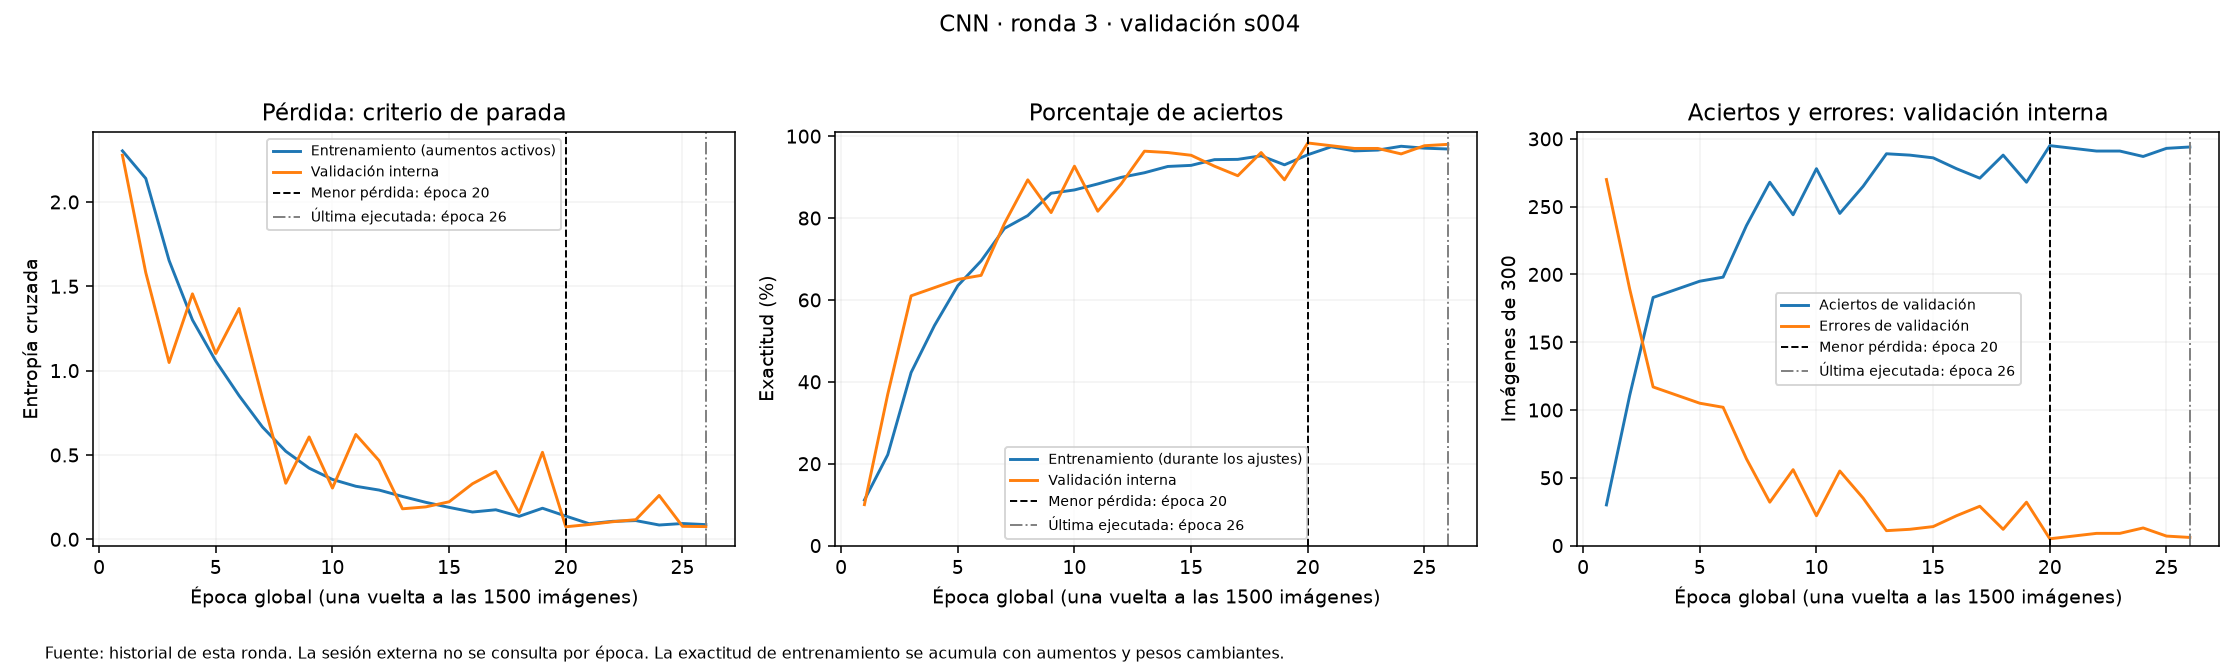 CNN · ronda 3 · validación s004
Pérdida: criterio de parada
Entropía cruzada
2.0
1.5
1.0
0.5
0.0
0
5
10
15
20
25
Época global (una vuelta a las 1500 imágenes)
Entrenamiento (aumentos activos)
Validación interna
Menor pérdida: época 20
Última ejecutada: época 26
Porcentaje de aciertos
Exactitud (%)
100
80
60
40
20
0
0
5
10
15
20
25
Época global (una vuelta a las 1500 imágenes)
Entrenamiento (durante los ajustes)
Validación interna
Menor pérdida: época 20
Última ejecutada: época 26
Aciertos y errores: validación interna
Imágenes de 300
300
250
200
150
100
50
0
0
5
10
15
20
25
Época global (una vuelta a las 1500 imágenes)
Aciertos de validación
Errores de validación
Menor pérdida: época 20
Última ejecutada: época 26
Fuente: historial de esta ronda. La sesión externa no se consulta por época. La exactitud de entrenamiento se acumula con aumentos y pesos cambiantes.